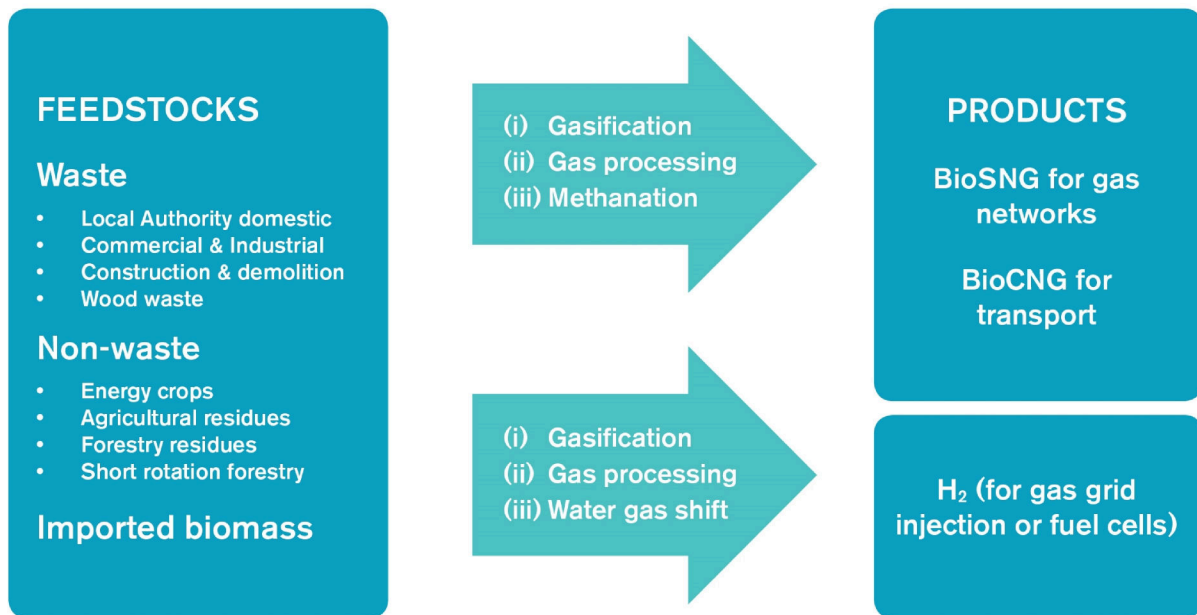 FEEDSTOCKS
Waste
• Local Authority domestic
• Commercial & Industrial
• Construction & demolition
• Wood waste
Non-waste
• Energy crops
• Agricultural residues
• Forestry residues
• Short rotation forestry
Imported biomass
(i) Gasification
(ii) Gas processing
(iii) Methanation
(i) Gasification
(ii) Gas processing
(iii) Water gas shift
PRODUCTS
BioSNG for gas
networks
BioCNG for
transport
H₂ (for gas grid
injection or fuel cells)